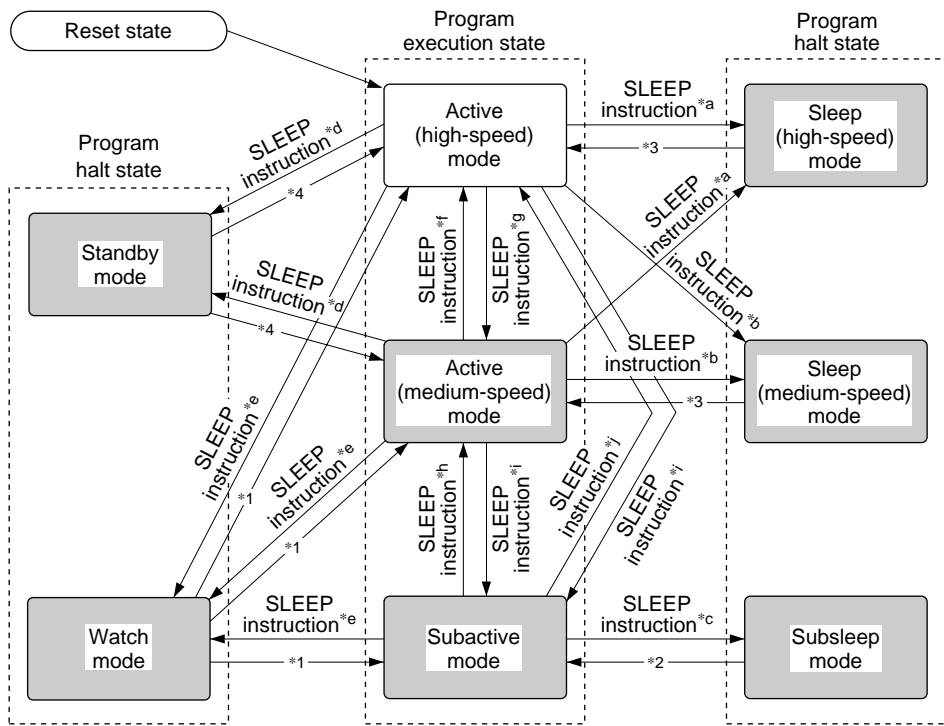 Reset state
Program
execution state
Program
halt state
Program
halt state
Active
(high-speed)
mode
SLEEP
instruction*a
*3
Sleep
(high-speed)
mode
SLEEP
instruction*d
*4
Standby
mode
SLEEP
instruction*d
*4
SLEEP
instruction*f
SLEEP
instruction*g
SLEEP
instruction*a
SLEEP
instruction*b
Active
(medium-speed)
mode
SLEEP
instruction*b
*3
Sleep
(medium-speed)
mode
SLEEP
instruction*e
*1
SLEEP
instruction*e
*1
SLEEP
instruction*h
SLEEP
instruction*i
SLEEP
instruction*j
SLEEP
instruction*i
Watch
mode
SLEEP
instruction*e
*1
Subactive
mode
SLEEP
instruction*c
*2
Subsleep
mode